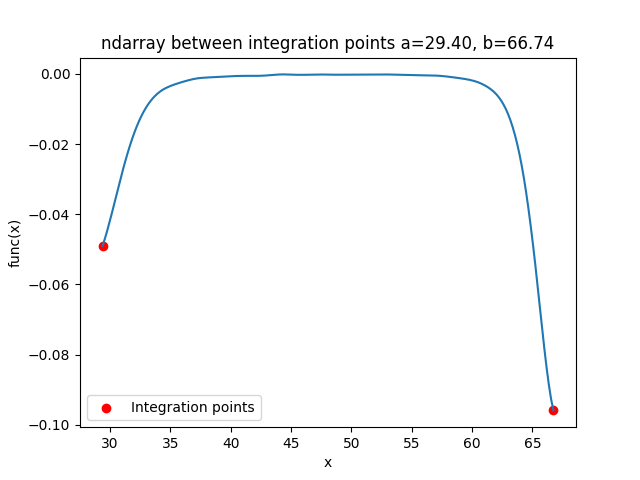 ndarray between integration points a=29.40, b=66.74
0.00
−0.02
−0.04
−0.06
−0.08
−0.10
func(x)
Integration points
30 35 40 45 50 55 60 65
x